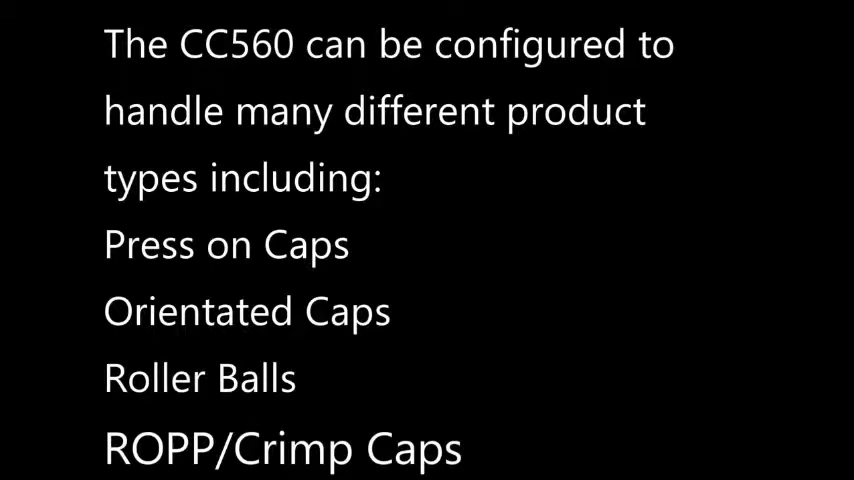 The CC560 can be configured to
handle many different product
types including:
Press on Caps
Orientated Caps
Roller Balls
ROPP/Crimp Caps